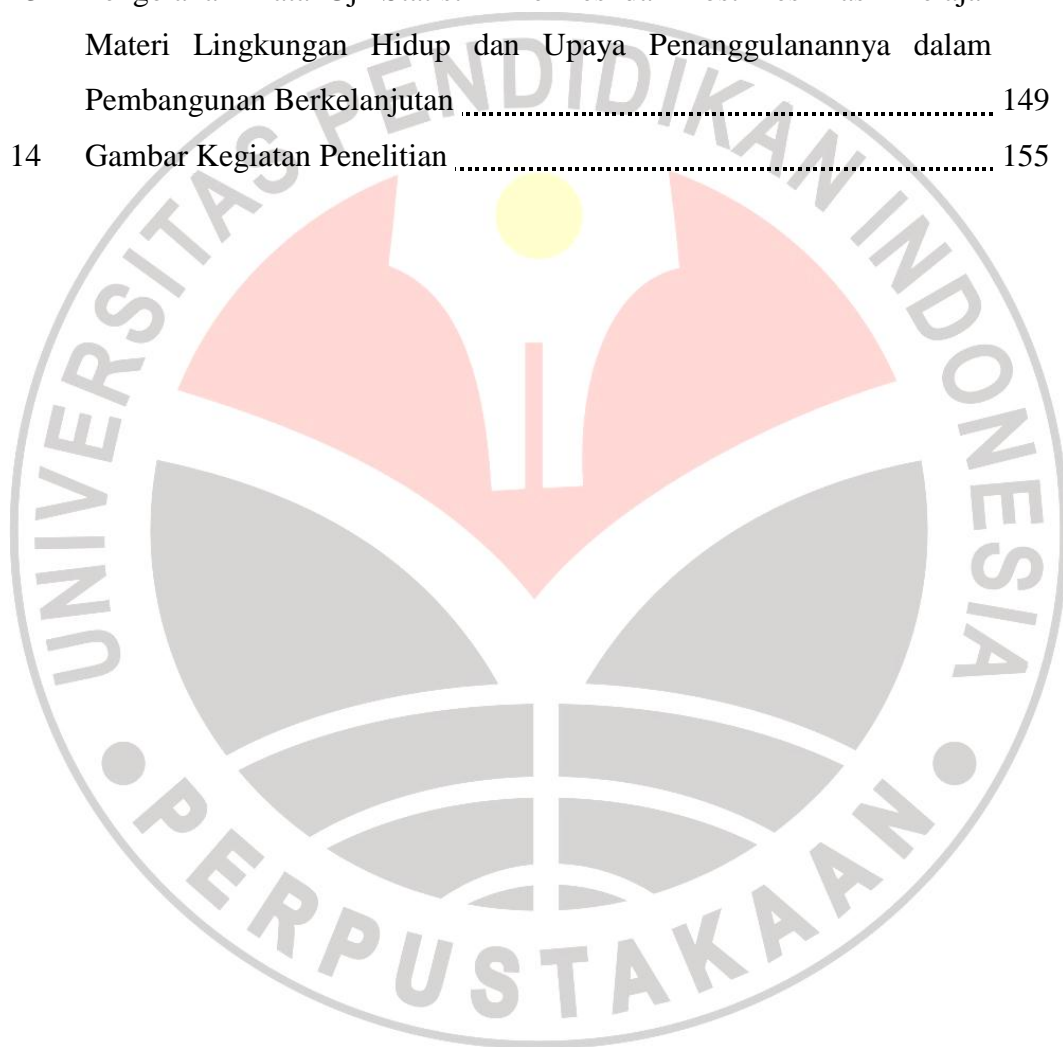 Materi Lingkungan Hidup dan Upaya Penanggulanannya dalam
Pembangunan Berkelanjutan 149
14 Gambar Kegiatan Penelitian 155
UNIVERSITAS PENDIDIKAN INDONESIA
PERPUSTAKAAN